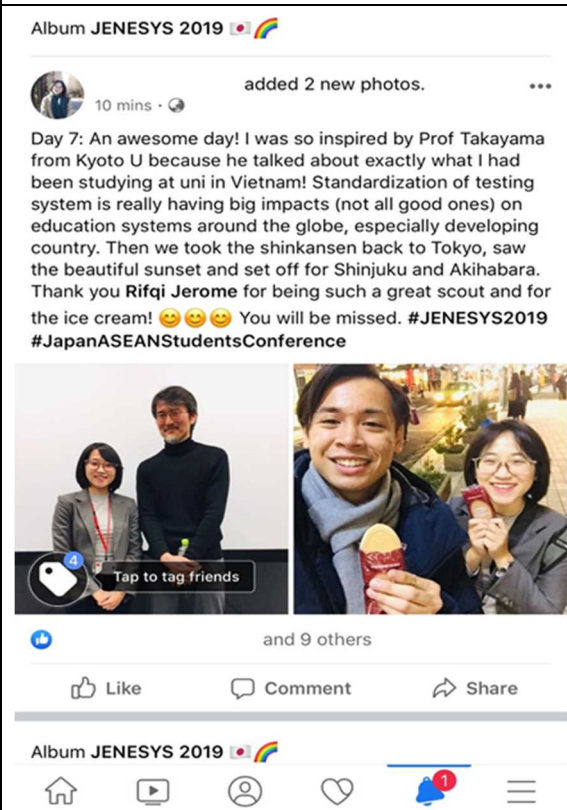 Album JENESYS 2019 🇯🇵🌈
added 2 new photos.
10 mins ·
Day 7: An awesome day! I was so inspired by Prof Takayama
from Kyoto U because he talked about exactly what I had
been studying at uni in Vietnam! Standardization of testing
system is really having big impacts (not all good ones) on
education systems around the globe, especially developing
country. Then we took the shinkansen back to Tokyo, saw
the beautiful sunset and set off for Shinjuku and Akihabara.
Thank you Rifqi Jerome for being such a great scout and for
the ice cream! 😊😊😊 You will be missed. #JENESYS2019
#JapanASEANStudentsConference
4
Tap to tag friends
and 9 others
Like Comment Share
Album JENESYS 2019 🇯🇵🌈
1